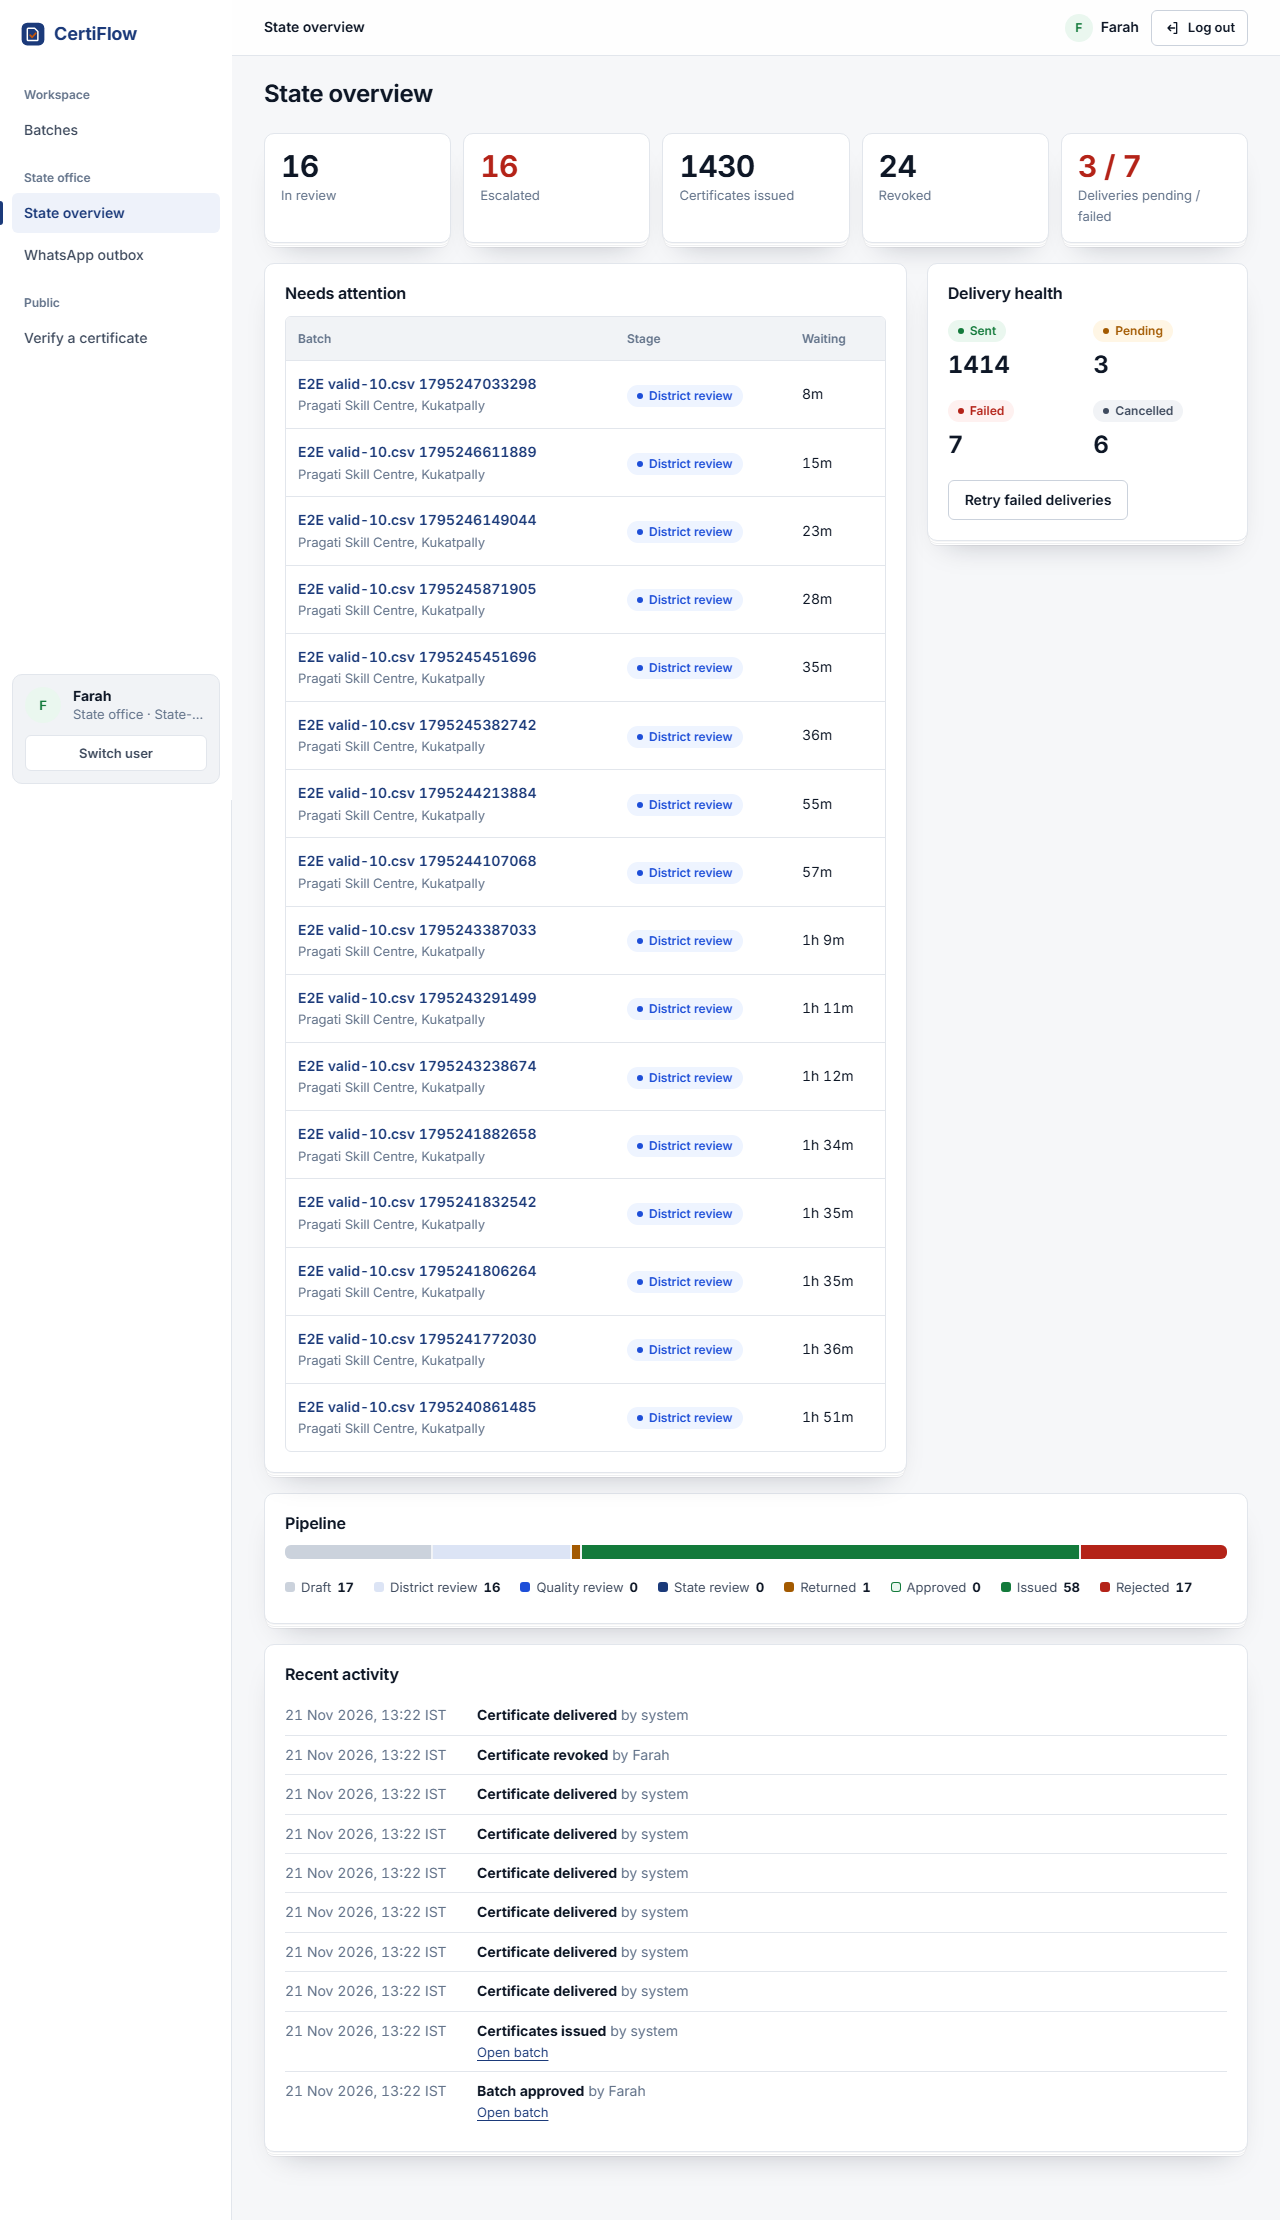 CertiFlow
Workspace
Batches
State office
State overview
WhatsApp outbox
Public
Verify a certificate
F
Farah
State office · State-...
Switch user
State overview
F
Farah
Log out
State overview
16
In review
16
Escalated
1430
Certificates issued
24
Revoked
3 / 7
Deliveries pending /
failed
Needs attention
Batch Stage Waiting
E2E valid-10.csv 1795247033298
Pragati Skill Centre, Kukatpally
District review
8m
E2E valid-10.csv 1795246611889
Pragati Skill Centre, Kukatpally
District review
15m
E2E valid-10.csv 1795246149044
Pragati Skill Centre, Kukatpally
District review
23m
E2E valid-10.csv 1795245871905
Pragati Skill Centre, Kukatpally
District review
28m
E2E valid-10.csv 1795245451696
Pragati Skill Centre, Kukatpally
District review
35m
E2E valid-10.csv 1795245382742
Pragati Skill Centre, Kukatpally
District review
36m
E2E valid-10.csv 1795244213884
Pragati Skill Centre, Kukatpally
District review
55m
E2E valid-10.csv 1795244107068
Pragati Skill Centre, Kukatpally
District review
57m
E2E valid-10.csv 1795243387033
Pragati Skill Centre, Kukatpally
District review
1h 9m
E2E valid-10.csv 1795243291499
Pragati Skill Centre, Kukatpally
District review
1h 11m
E2E valid-10.csv 1795243238674
Pragati Skill Centre, Kukatpally
District review
1h 12m
E2E valid-10.csv 1795241882658
Pragati Skill Centre, Kukatpally
District review
1h 34m
E2E valid-10.csv 1795241832542
Pragati Skill Centre, Kukatpally
District review
1h 35m
E2E valid-10.csv 1795241806264
Pragati Skill Centre, Kukatpally
District review
1h 35m
E2E valid-10.csv 1795241772030
Pragati Skill Centre, Kukatpally
District review
1h 36m
E2E valid-10.csv 1795240861485
Pragati Skill Centre, Kukatpally
District review
1h 51m
Delivery health
Sent
1414
Pending
3
Failed
7
Cancelled
6
Retry failed deliveries
Pipeline
Draft 17 District review 16 Quality review 0 State review 0 Returned 1 Approved 0 Issued 58 Rejected 17
Recent activity
21 Nov 2026, 13:22 IST Certificate delivered by system
21 Nov 2026, 13:22 IST Certificate revoked by Farah
21 Nov 2026, 13:22 IST Certificate delivered by system
21 Nov 2026, 13:22 IST Certificate delivered by system
21 Nov 2026, 13:22 IST Certificate delivered by system
21 Nov 2026, 13:22 IST Certificate delivered by system
21 Nov 2026, 13:22 IST Certificate delivered by system
21 Nov 2026, 13:22 IST Certificate delivered by system
21 Nov 2026, 13:22 IST Certificates issued by system
Open batch
21 Nov 2026, 13:22 IST Batch approved by Farah
Open batch